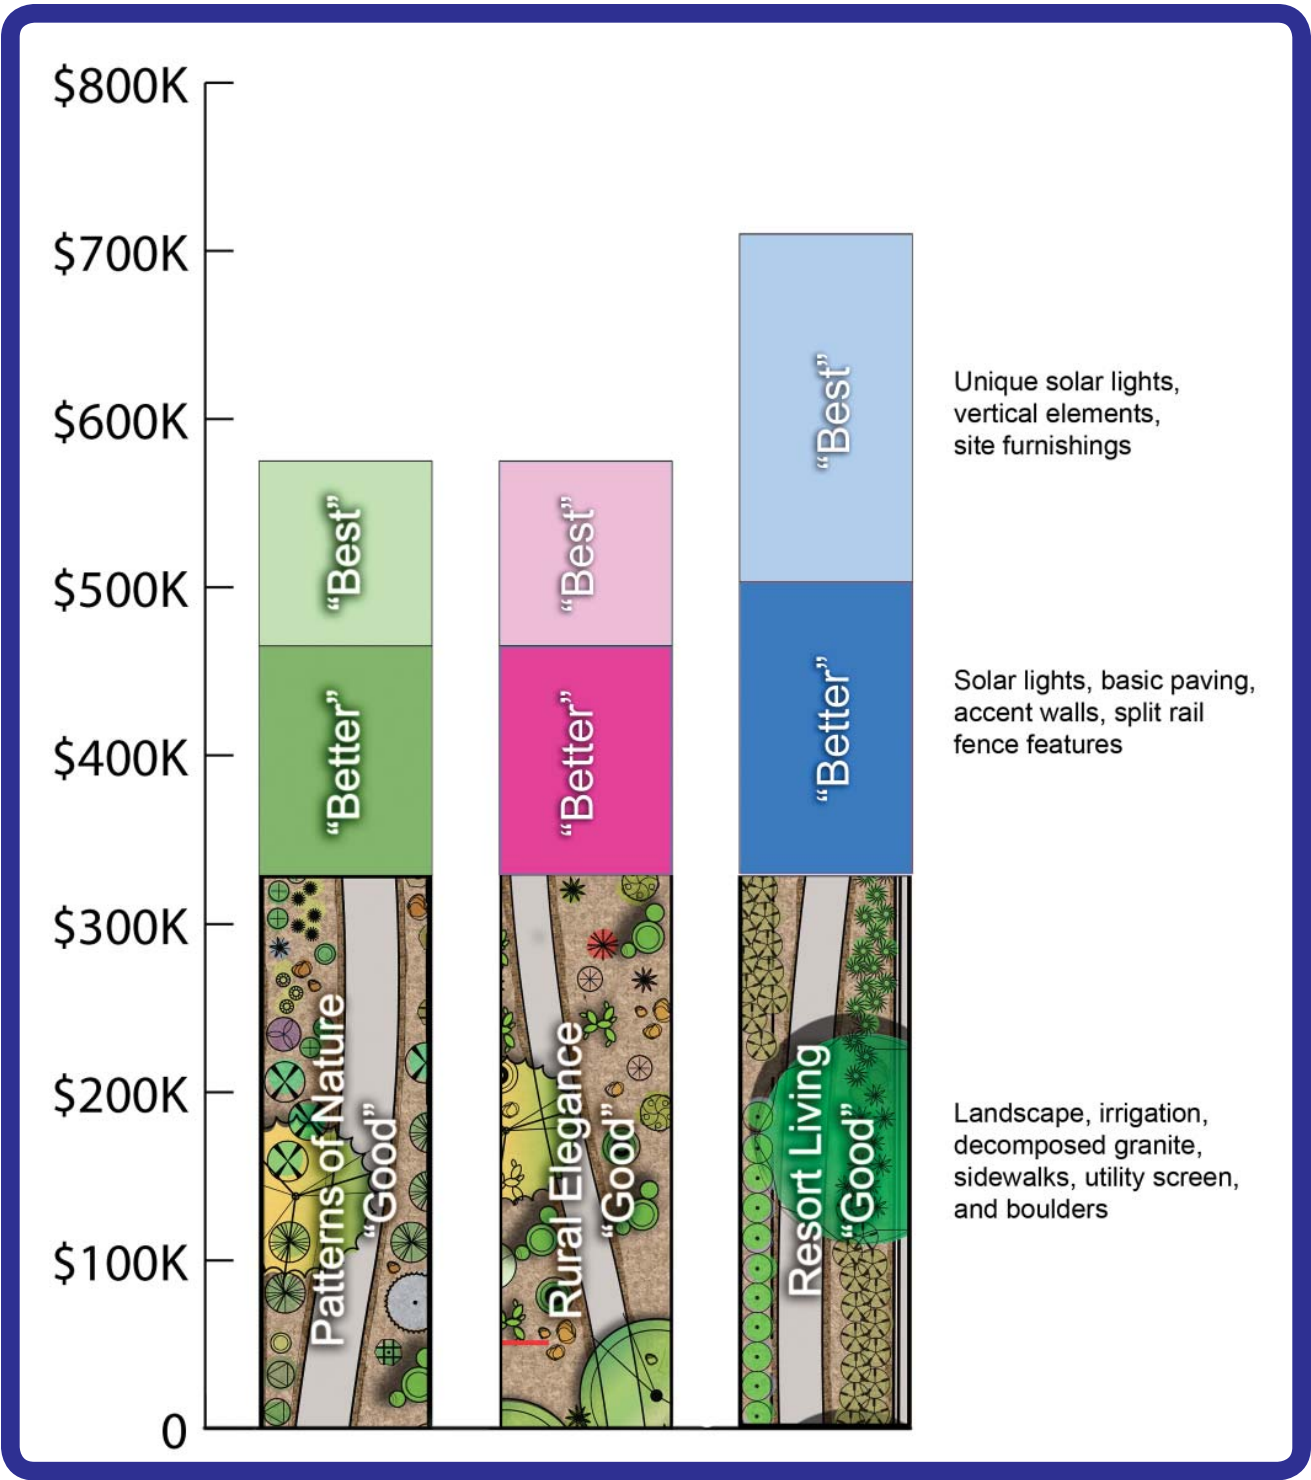 $800K
$700K
$600K
$500K
$400K
$300K
$200K
$100K
0
“Best”
“Better”
Patterns of Nature
“Good”
“Best”
“Better”
Rural Elegance
“Good”
“Best”
“Better”
Resort Living
“Good”
Unique solar lights,
vertical elements,
site furnishings
Solar lights, basic paving,
accent walls, split rail
fence features
Landscape, irrigation,
decomposed granite,
sidewalks, utility screen,
and boulders